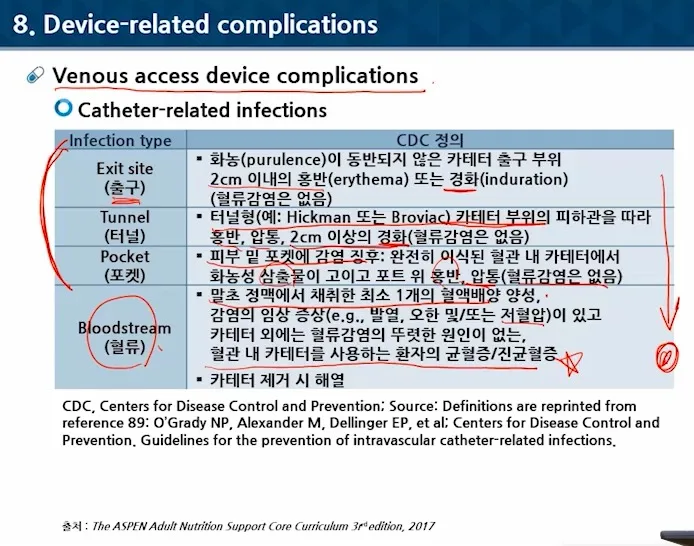 8. Device-related complications
Venous access device complications
Catheter-related infections
Infection type
CDC 정의
Exit site
(출구)
▪ 화농(purulence)이 동반되지 않은 카테터 출구 부위
2cm 이내의 홍반(erythema) 또는 경화(induration)
(혈류감염은 없음)
Tunnel
(터널)
▪ 터널형(예: Hickman 또는 Broviac) 카테터 부위의 피하관을 따라
홍반, 압통, 2cm 이상의 경화(혈류감염은 없음)
Pocket
(포켓)
▪ 피부 밑 포켓에 감염 징후: 완전히 이식된 혈관 내 카테터에서
화농성 삼출물이 고이고 포트 위 홍반, 압통(혈류감염은 없음)
Bloodstream
(혈류)
▪ 말초 정맥에서 채취한 최소 1개의 혈액배양 양성,
감염의 임상 증상(e.g., 발열, 오한 및/또는 저혈압)이 있고
카테터 외에는 혈류감염의 뚜렷한 원인이 없는,
혈관 내 카테터를 사용하는 환자의 균혈증/진균혈증
▪ 카테터 제거 시 해열
CDC, Centers for Disease Control and Prevention; Source: Definitions are reprinted from
reference 89: O'Grady NP, Alexander M, Dellinger EP, et al; Centers for Disease Control and
Prevention. Guidelines for the prevention of intravascular catheter-related infections.
출처 : The ASPEN Adult Nutrition Support Core Curriculum 3rd edition, 2017